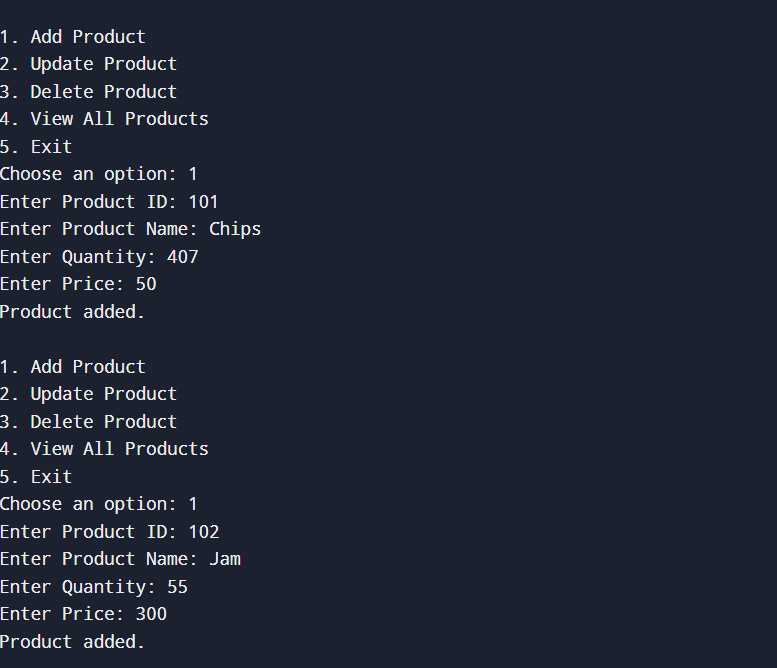 1. Add Product
2. Update Product
3. Delete Product
4. View All Products
5. Exit
Choose an option: 1
Enter Product ID: 101
Enter Product Name: Chips
Enter Quantity: 407
Enter Price: 50
Product added.

1. Add Product
2. Update Product
3. Delete Product
4. View All Products
5. Exit
Choose an option: 1
Enter Product ID: 102
Enter Product Name: Jam
Enter Quantity: 55
Enter Price: 300
Product added.